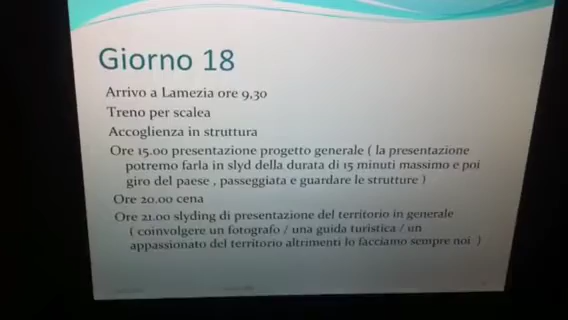 Giorno 18
Arrivo a Lamezia ore 9,30
Treno per scalea
Accoglienza in struttura
Ore 15.00 presentazione progetto generale ( la presentazione
potremo farla in slyd della durata di 15 minuti massimo e poi
giro del paese , passeggiata e guardare le strutture )
Ore 20.00 cena
Ore 21.00 slyding di presentazione del territorio in generale
( coinvolgere un fotografo / una guida turistica / un
appassionato del territorio altrimenti lo facciamo sempre noi )